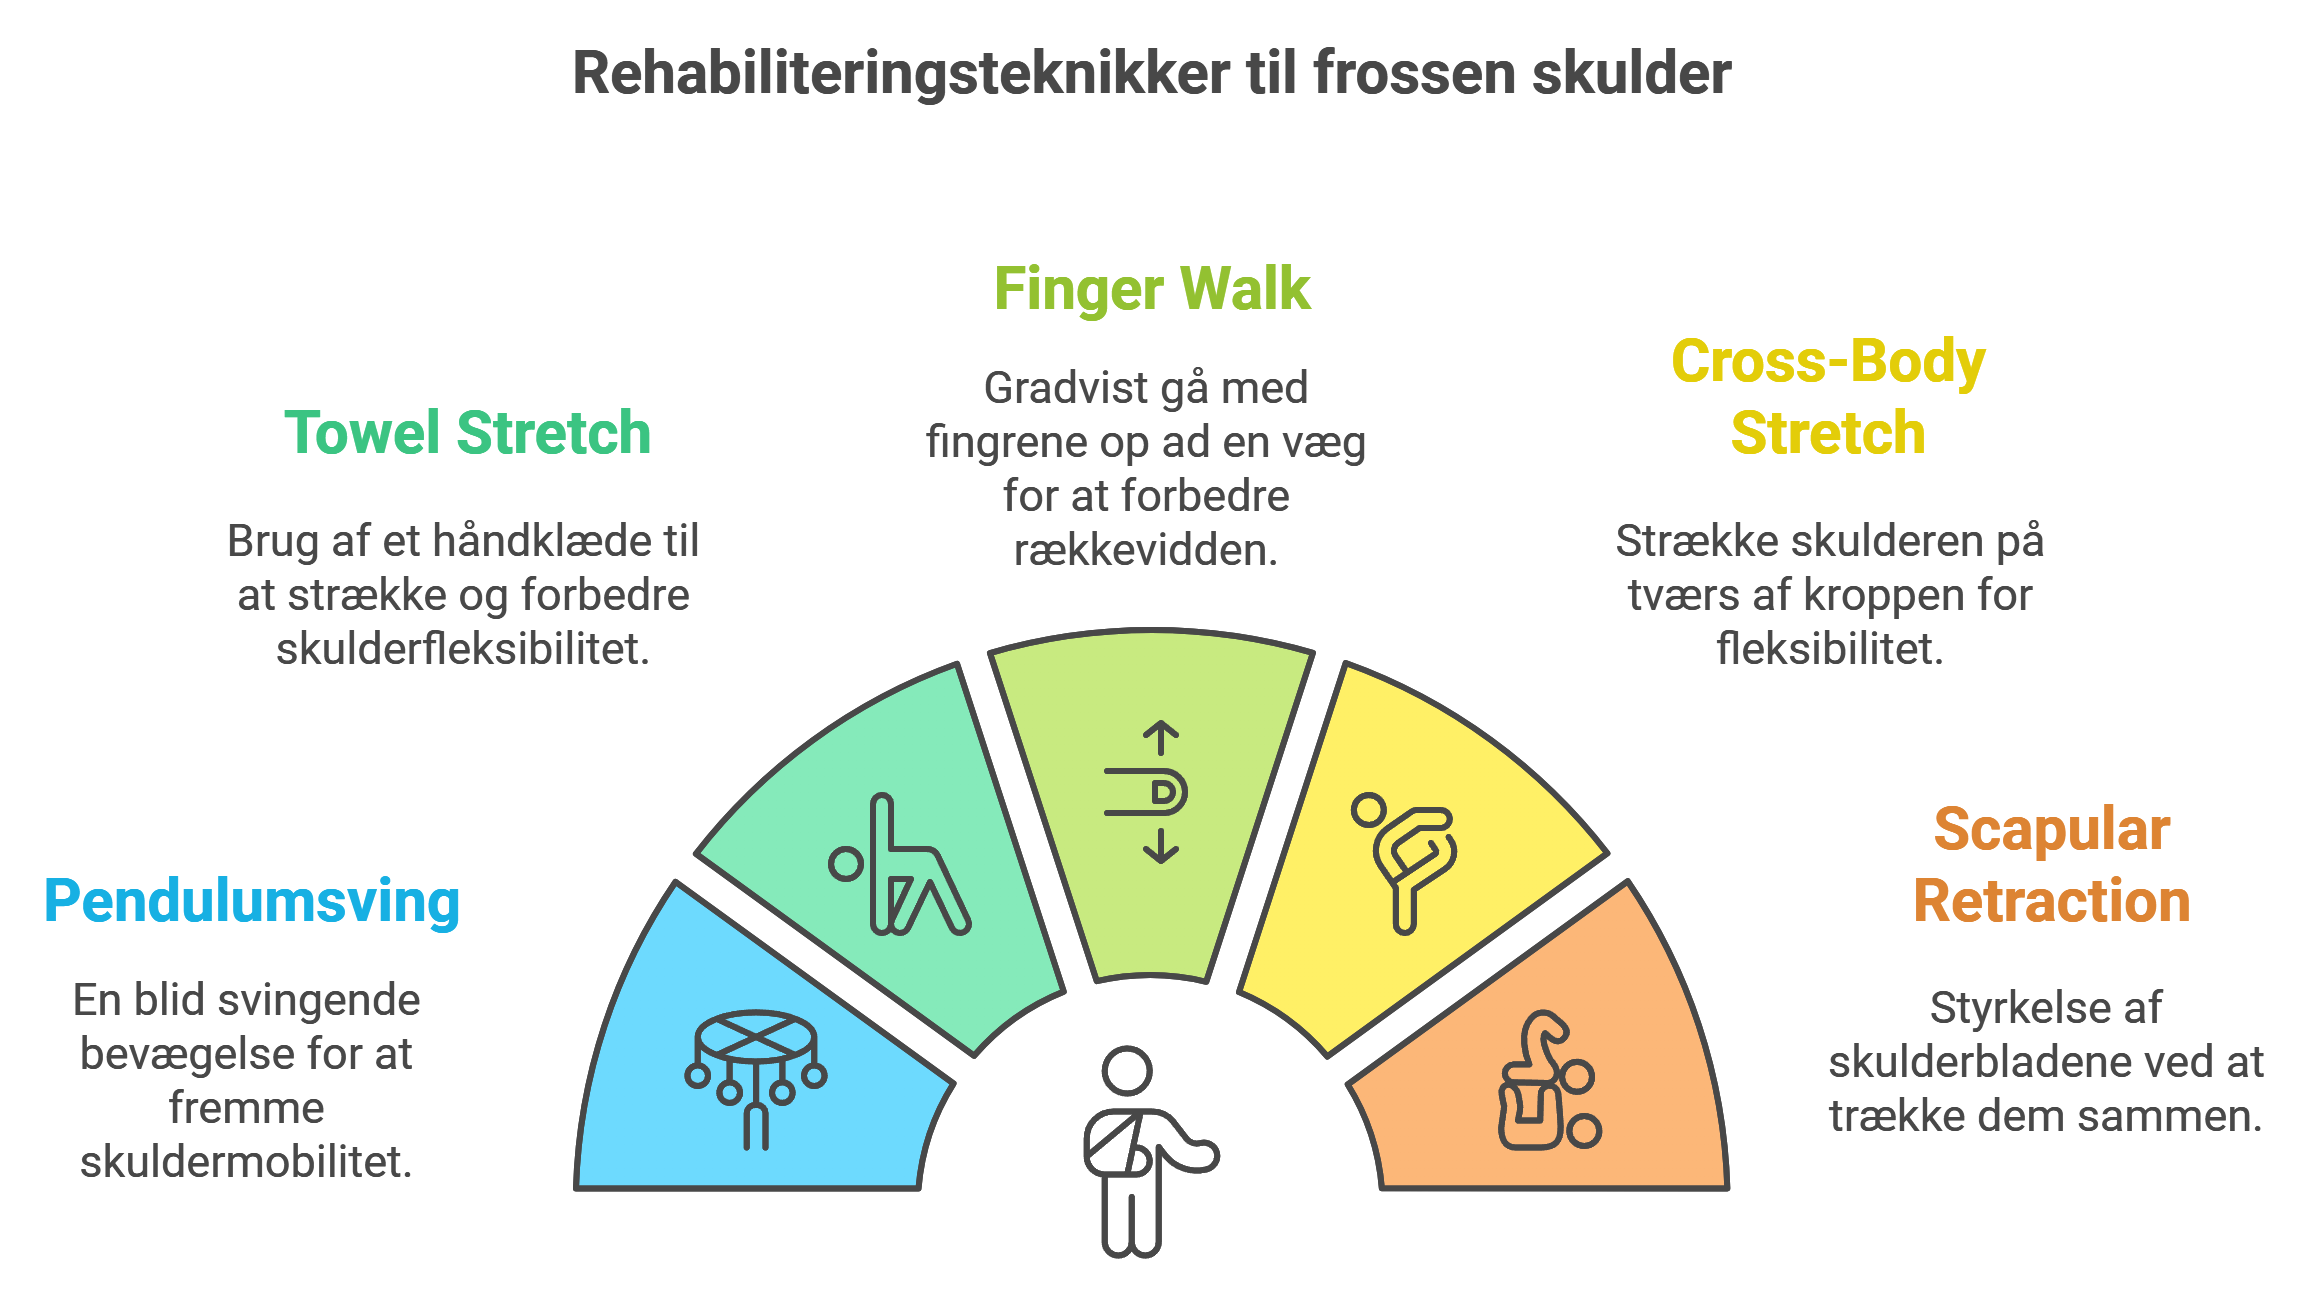 Rehabiliteringsteknikker til frossen skulder
Finger Walk
Gradvist gå med
fingrene op ad en væg
for at forbedre
rækkevidden.
Cross-Body
Stretch
Strække skulderen på
tværs af kroppen for
fleksibilitet.
Towel Stretch
Brug af et håndklæde til
at strække og forbedre
skulderfleksibilitet.
Pendulumsving
En blid svingende
bevægelse for at
fremme
skuldermobilitet.
Scapular
Retraction
Styrkelse af
skulderbladene ved at
trække dem sammen.